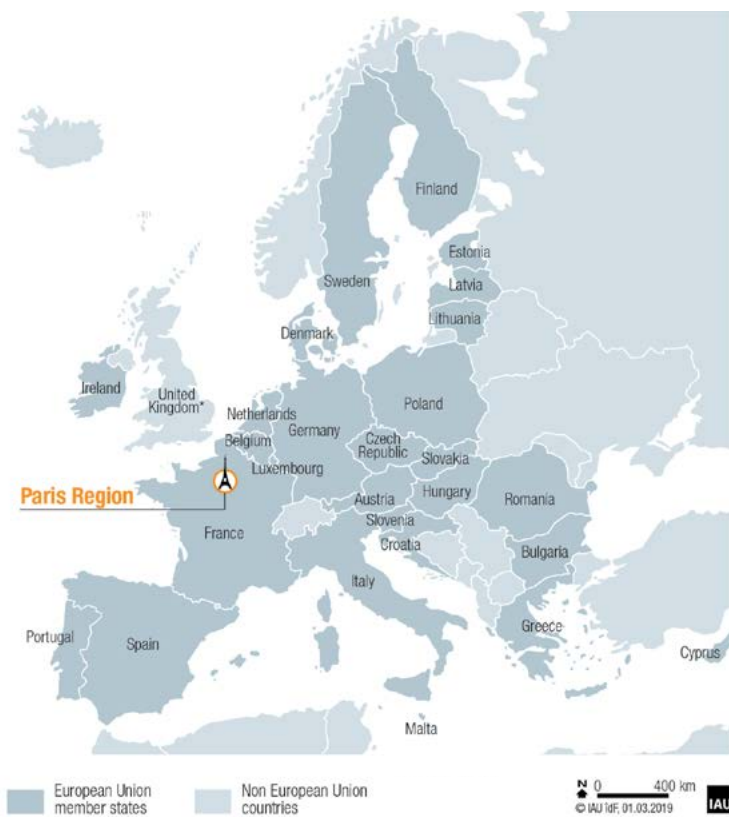 Finland
Estonia
Sweden
Latvia
Lithuania
Denmark
Ireland
United
Kingdom*
Netherlands
Poland
Germany
Belgium
Czech
Republic
Luxembourg
Slovakia
Paris Region
Austria
Hungary
Romania
Slovenia
France
Croatia
Bulgaria
Italy
Greece
Portugal
Spain
Cyprus
Malta
European Union
member states
Non European Union
countries
N 0 400 km
© IAU îdF, 01.03.2019
IAU